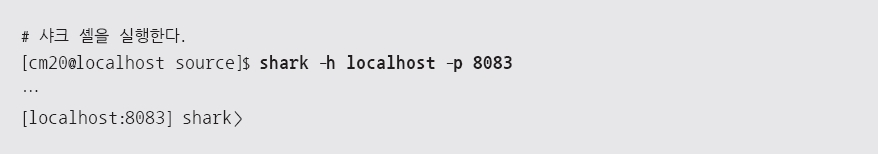 # 샤크 셸을 실행한다.
[cm20@localhost source]$ shark -h localhost -p 8083
…
[localhost:8083] shark>